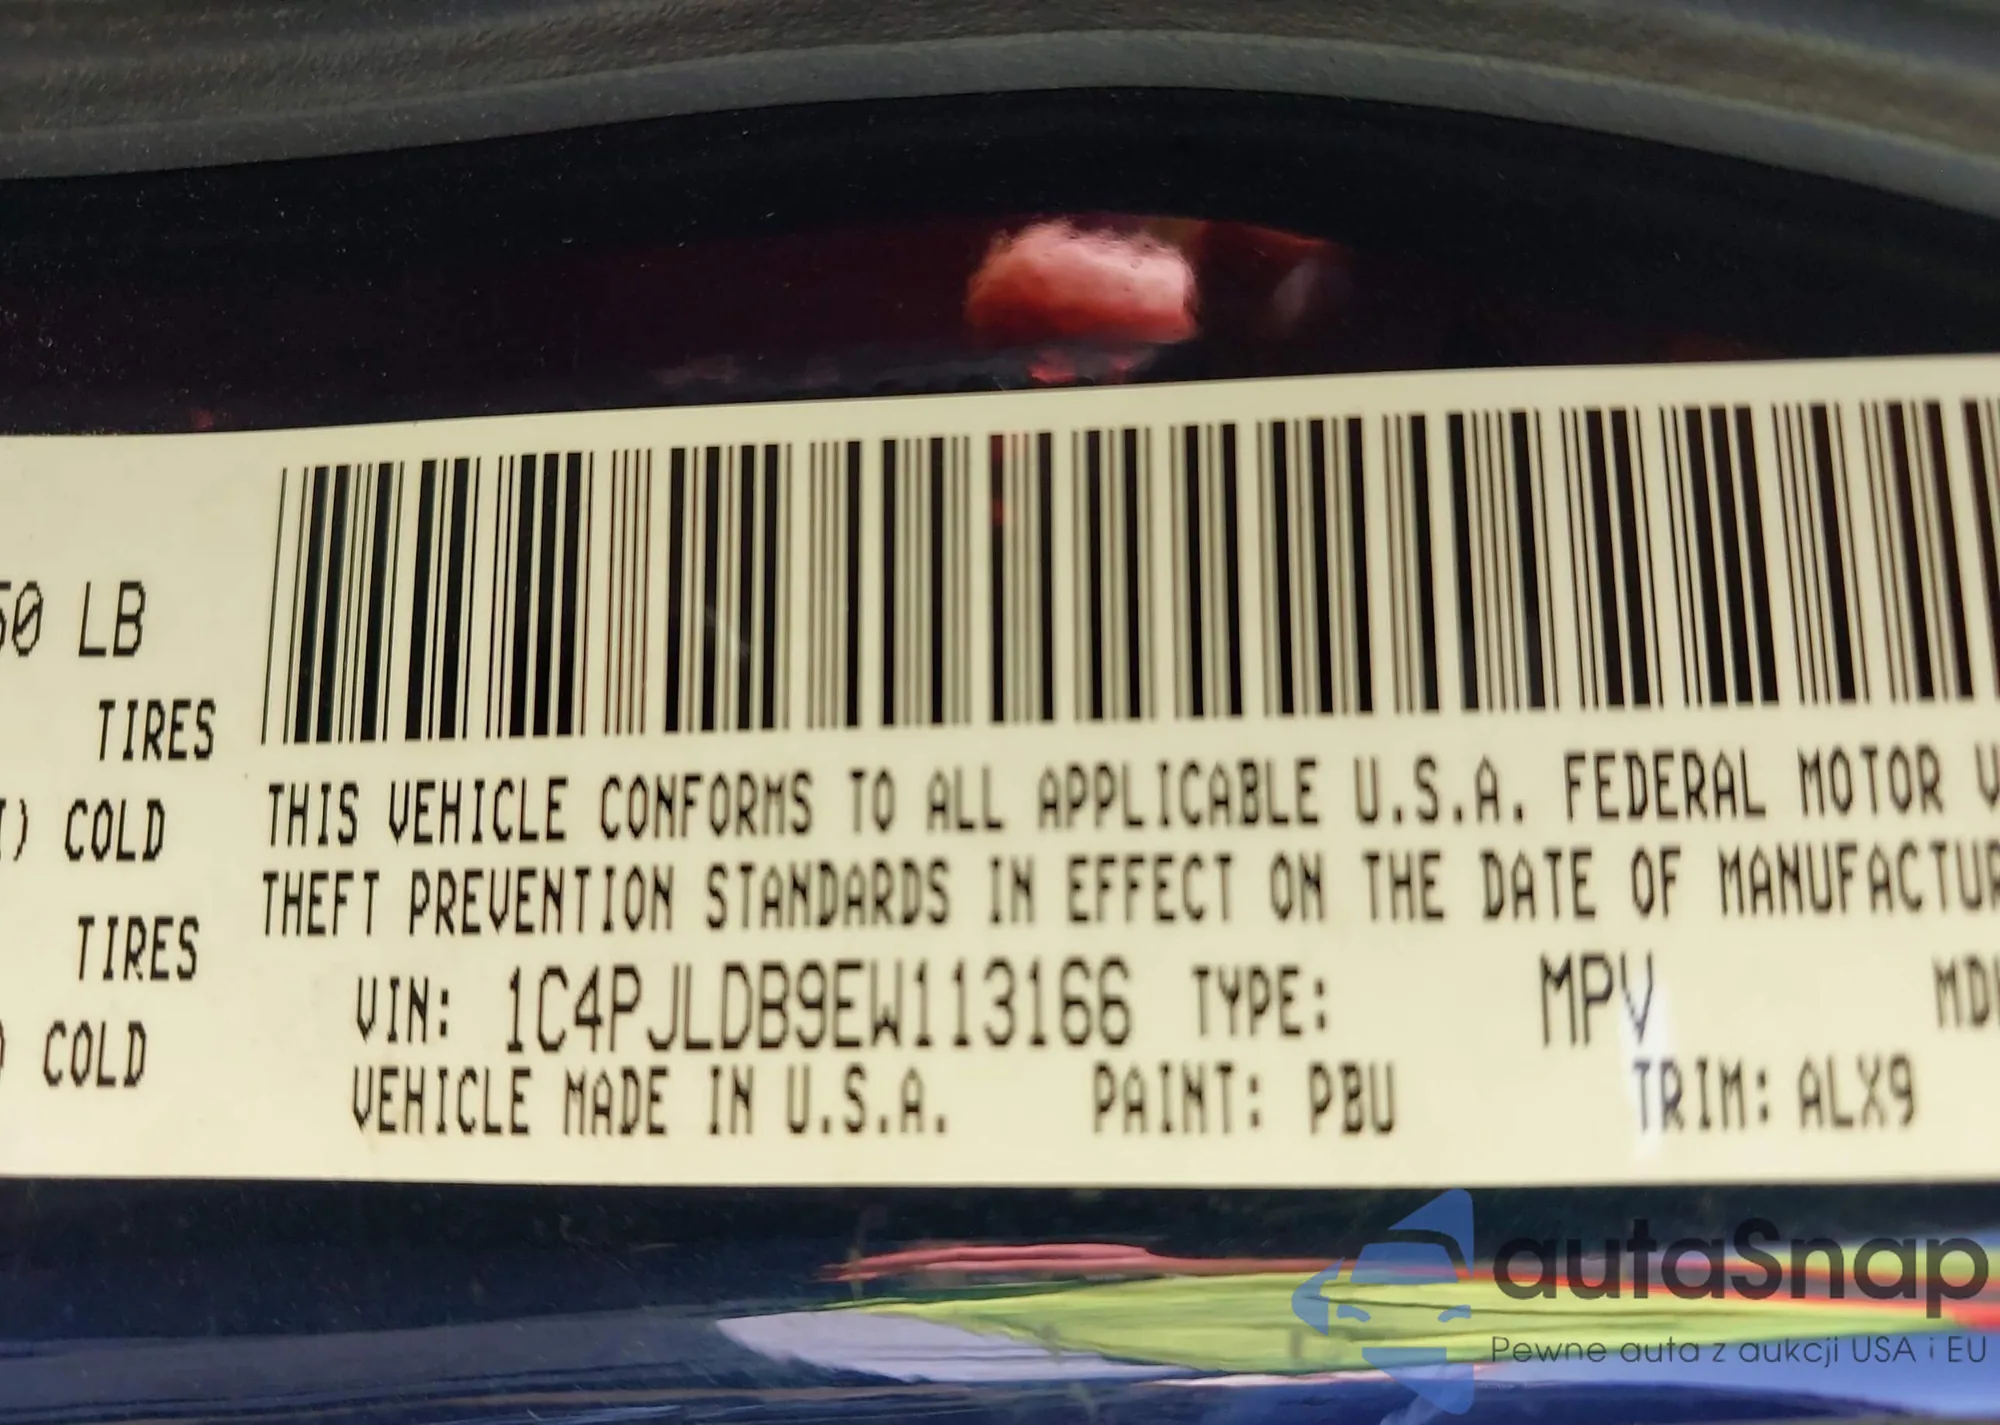 50 LB
TIRES
) COLD
TIRES
) COLD
THIS VEHICLE CONFORMS TO ALL APPLICABLE U.S.A. FEDERAL MOTOR V
THEFT PREVENTION STANDARDS IN EFFECT ON THE DATE OF MANUFACTUR
VIN: 1C4PJLDB9EW113166 TYPE: MPV MD
VEHICLE MADE IN U.S.A. PAINT: PBU TRIM: ALX9
autaSnap
Pewne auta z aukcji USA i EU